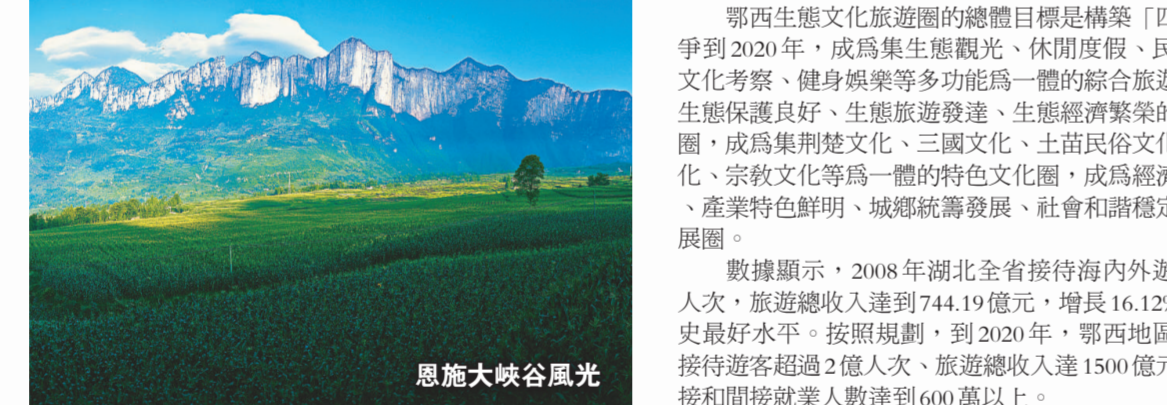 恩施大峽谷風光
鄂西生態文化旅遊圈的總體目標是構築「四
爭到2020年，成爲集生態觀光、休閒度假、民
文化考察、健身娛樂等多功能爲一體的綜合旅遊
生態保護良好、生態旅遊發達、生態經濟繁榮的
圈，成爲集荆楚文化、三國文化、土苗民俗文化
化、宗教文化等爲一體的特色文化圈，成爲經濟
、產業特色鮮明、城鄉統籌發展、社會和諧穩定
展圈。
數據顯示，2008年湖北全省接待海內外遊
人次，旅遊總收入達到744.19億元，增長16.129
史最好水平。按照規劃，到2020年，鄂西地區
接待遊客超過2億人次、旅遊總收入達1500億元
接和間接就業人數達到600萬以上。